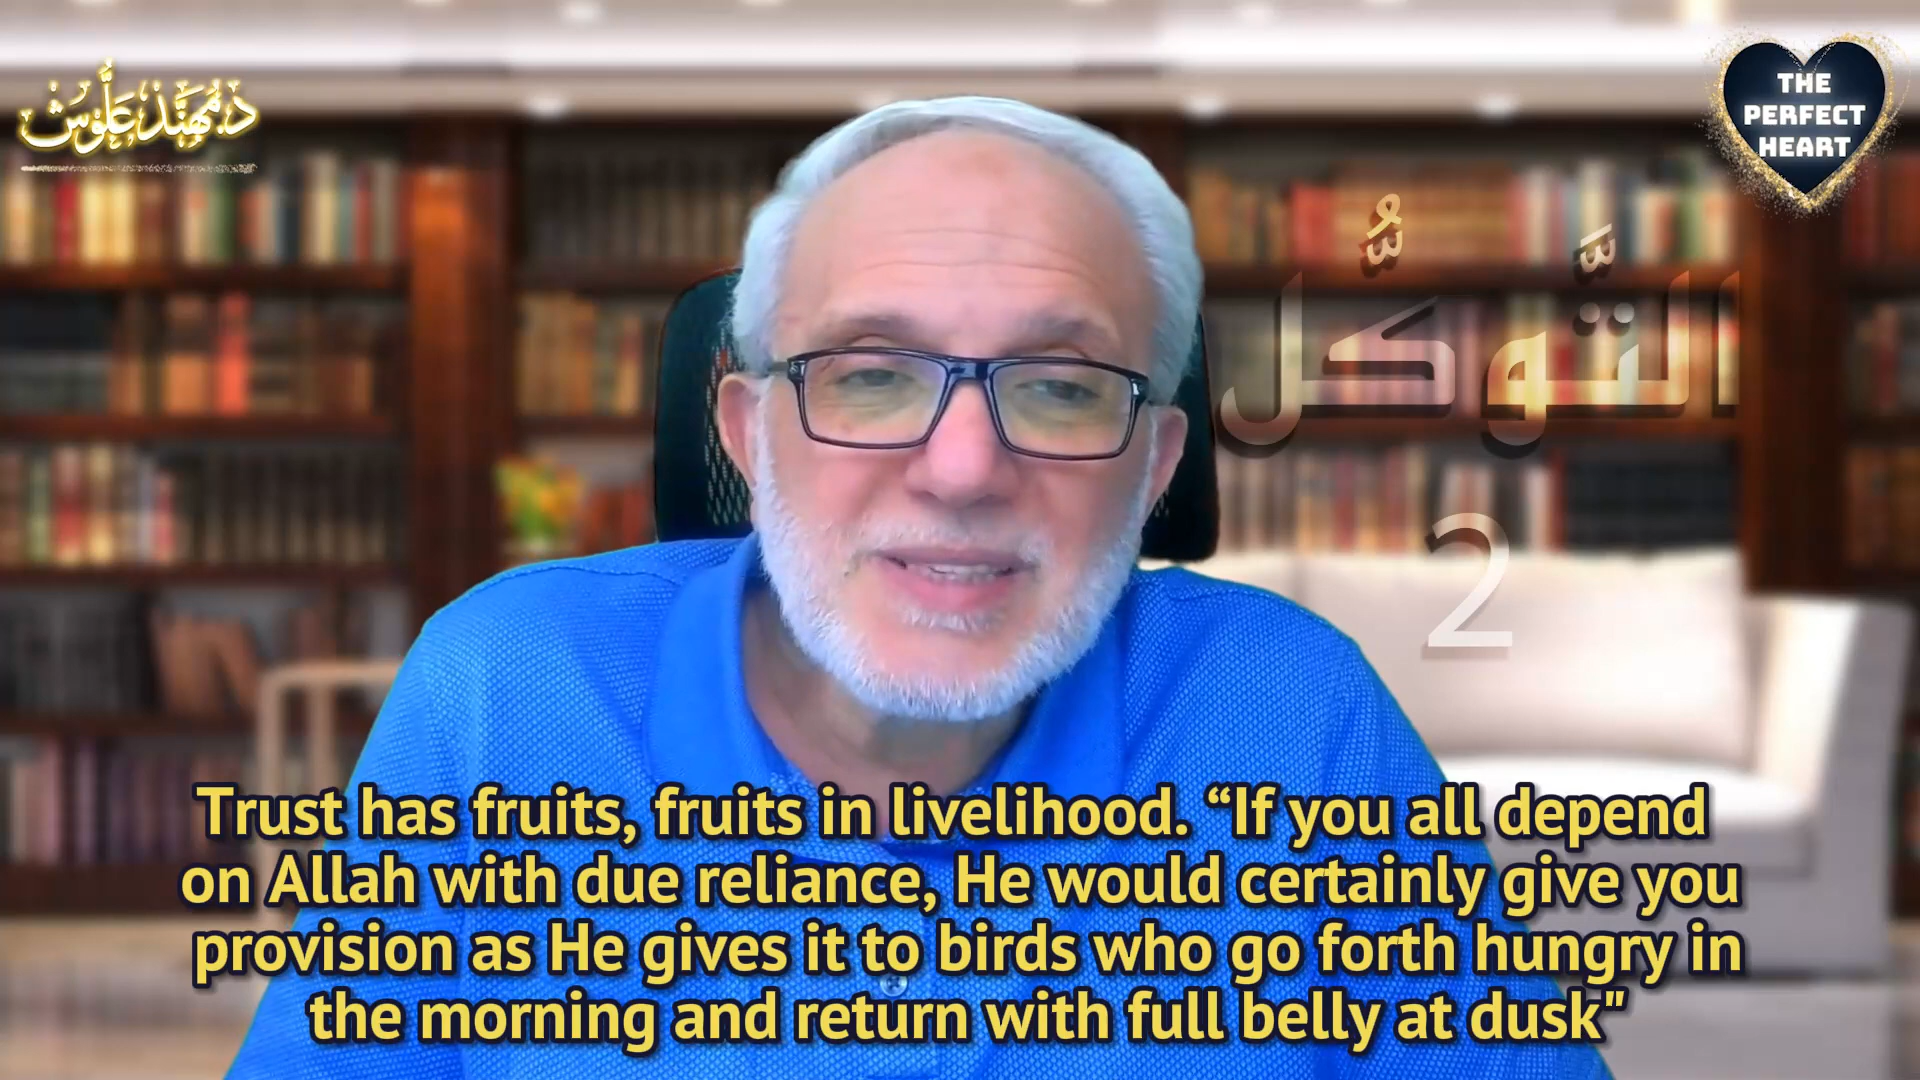 د. مُهَنَّد عَلُّوش
THE
PERFECT
HEART
التَّوكُّل
2
Trust has fruits, fruits in livelihood. “If you all depend
on Allah with due reliance, He would certainly give you
provision as He gives it to birds who go forth hungry in
the morning and return with full belly at dusk"